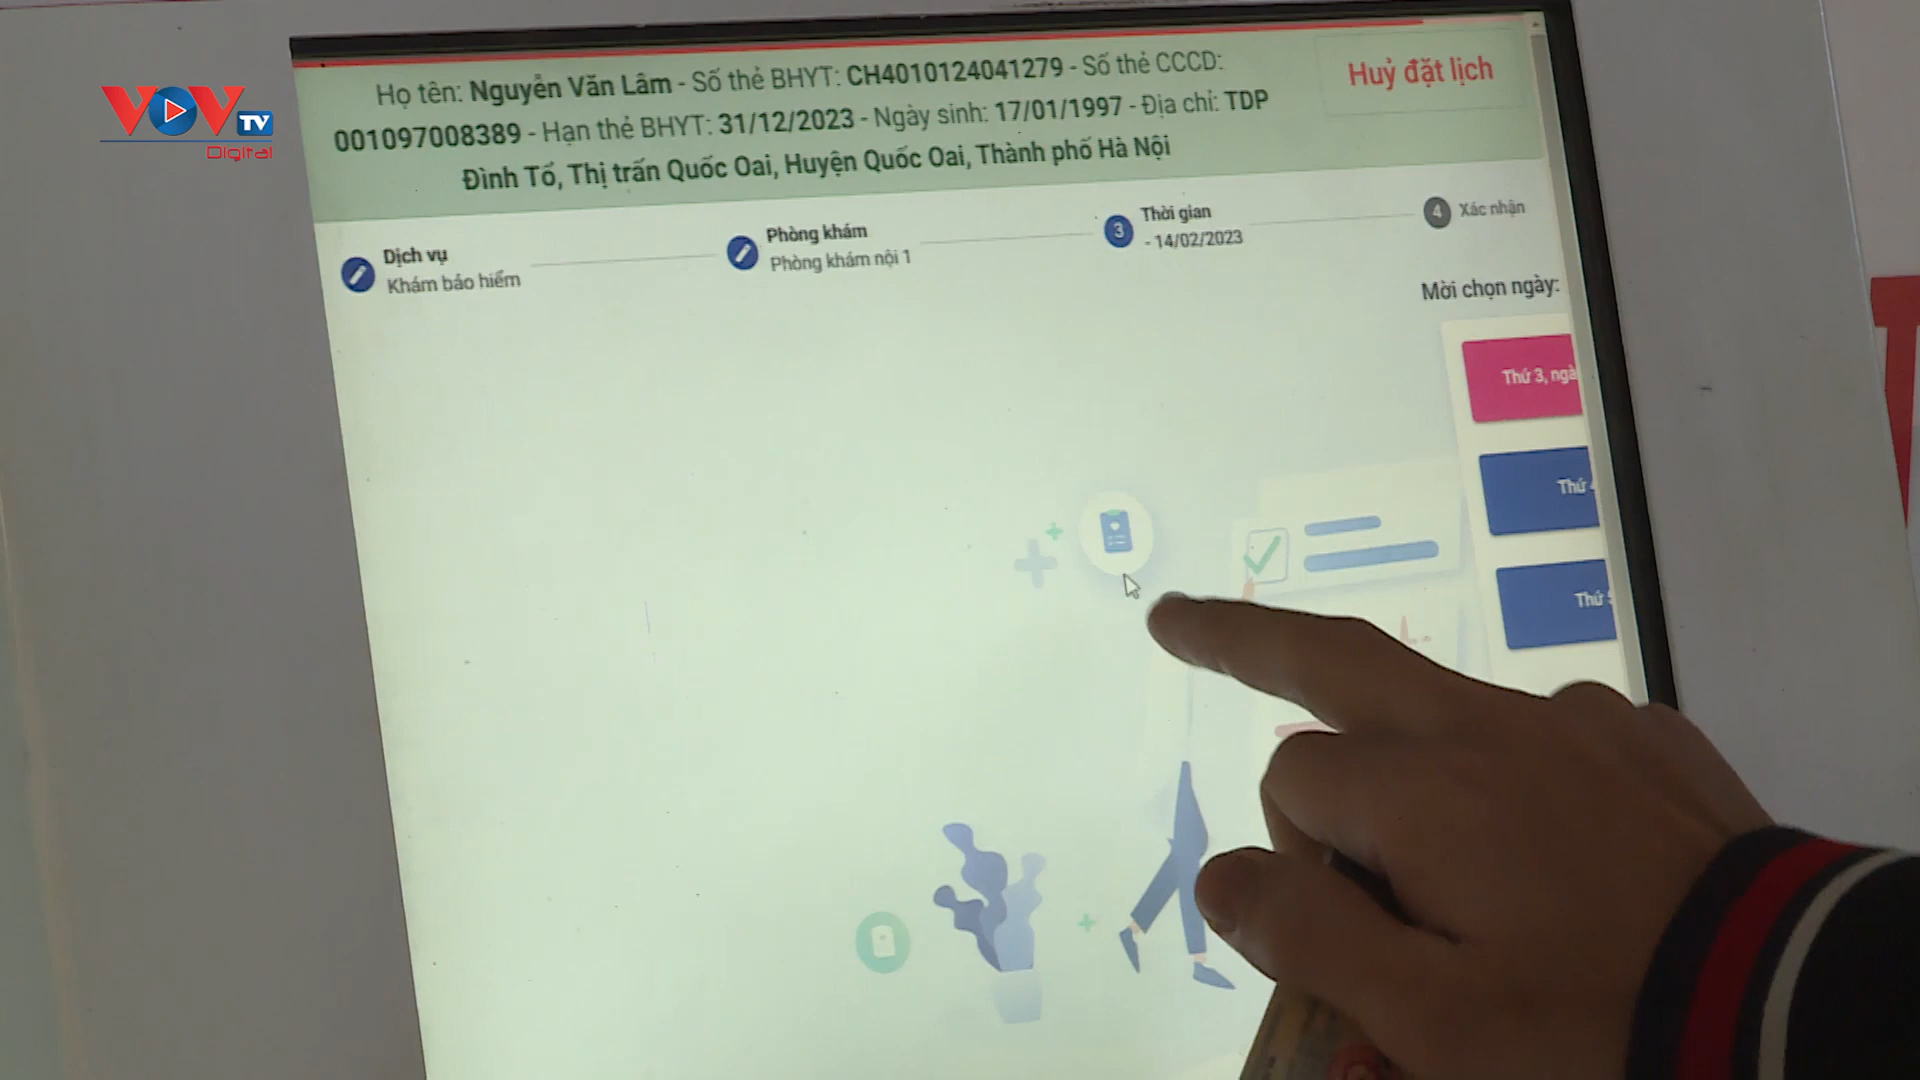 VOV TV
Digital
Họ tên: Nguyễn Văn Lâm - Số thẻ BHYT: CH4010124041279 - Số thẻ CCCD:
001097008389 - Hạn thẻ BHYT: 31/12/2023 - Ngày sinh: 17/01/1997 - Địa chỉ: TDP
Đình Tổ, Thị trấn Quốc Oai, Huyện Quốc Oai, Thành phố Hà Nội
Huỷ đặt lịch
Dịch vụ
Khám bảo hiểm
Phòng khám
Phòng khám nội 1
3 Thời gian
- 14/02/2023
4 Xác nhận
Mời chọn ngày:
Thứ 3, ngà
Thứ
Thứ